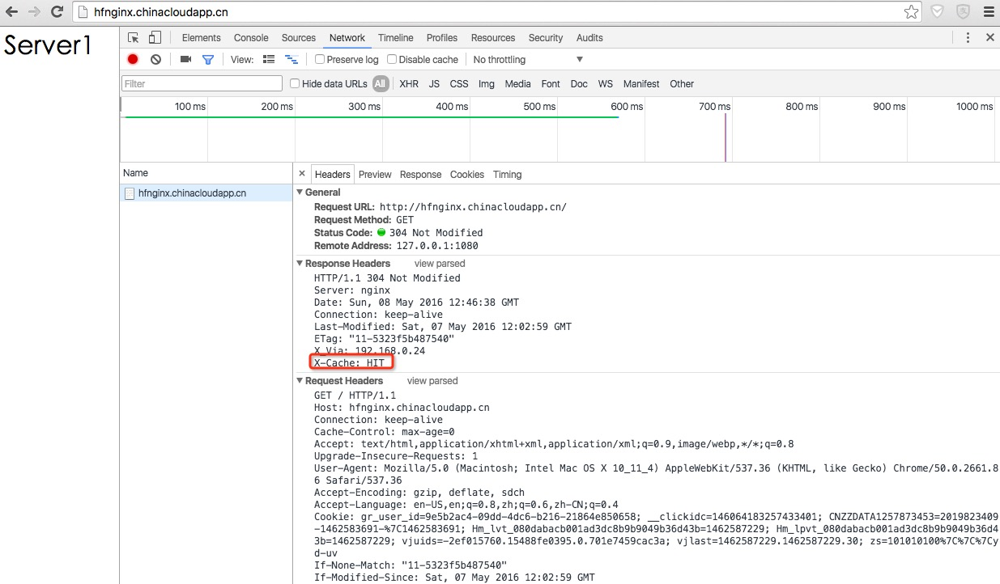 hfnginx.chinacloudapp.cn
Server1
Elements Console Sources Network Timeline Profiles Resources Security Audits
View: Preserve log Disable cache No throttling
Filter Hide data URLs All XHR JS CSS Img Media Font Doc WS Manifest Other
100 ms 200 ms 300 ms 400 ms 500 ms 600 ms 700 ms 800 ms 900 ms 1000 ms
Name
hfnginx.chinacloudapp.cn
Headers Preview Response Cookies Timing
General
Request URL: http://hfnginx.chinacloudapp.cn/
Request Method: GET
Status Code: 304 Not Modified
Remote Address: 127.0.0.1:1080
Response Headers view parsed
HTTP/1.1 304 Not Modified
Server: nginx
Date: Sun, 08 May 2016 12:46:38 GMT
Connection: keep-alive
Last-Modified: Sat, 07 May 2016 12:02:59 GMT
ETag: "11-5323f5b487540"
X_Via: 192.168.0.24
X-Cache: HIT
Request Headers view parsed
GET / HTTP/1.1
Host: hfnginx.chinacloudapp.cn
Connection: keep-alive
Cache-Control: max-age=0
Accept: text/html,application/xhtml+xml,application/xml;q=0.9,image/webp,*/*;q=0.8
Upgrade-Insecure-Requests: 1
User-Agent: Mozilla/5.0 (Macintosh; Intel Mac OS X 10_11_4) AppleWebKit/537.36 (KHTML, like Gecko) Chrome/50.0.2661.8
6 Safari/537.36
Accept-Encoding: gzip, deflate, sdch
Accept-Language: en-US,en;q=0.8,zh;q=0.6,zh-CN;q=0.4
Cookie: gr_user_id=9e5b2ac4-09dd-4dc6-b216-21864e850658; __clickidc=146064183257433401; CNZZDATA1257873453=2019823409
-1462583691-%7C1462583691; Hm_lvt_080dabacb001ad3dc8b9b9049b36d43b=1462587229; Hm_lpvt_080dabacb001ad3dc8b9b9049b36d4
3b=1462587229; vjuids=-2ef015760.15488fe0395.0.701e7459cac3a; vjlast=1462587229.1462587229.30; zs=101010100%7C%7C%7Cy
d-uv
If-None-Match: "11-5323f5b487540"
If-Modified-Since: Sat, 07 May 2016 12:02:59 GMT